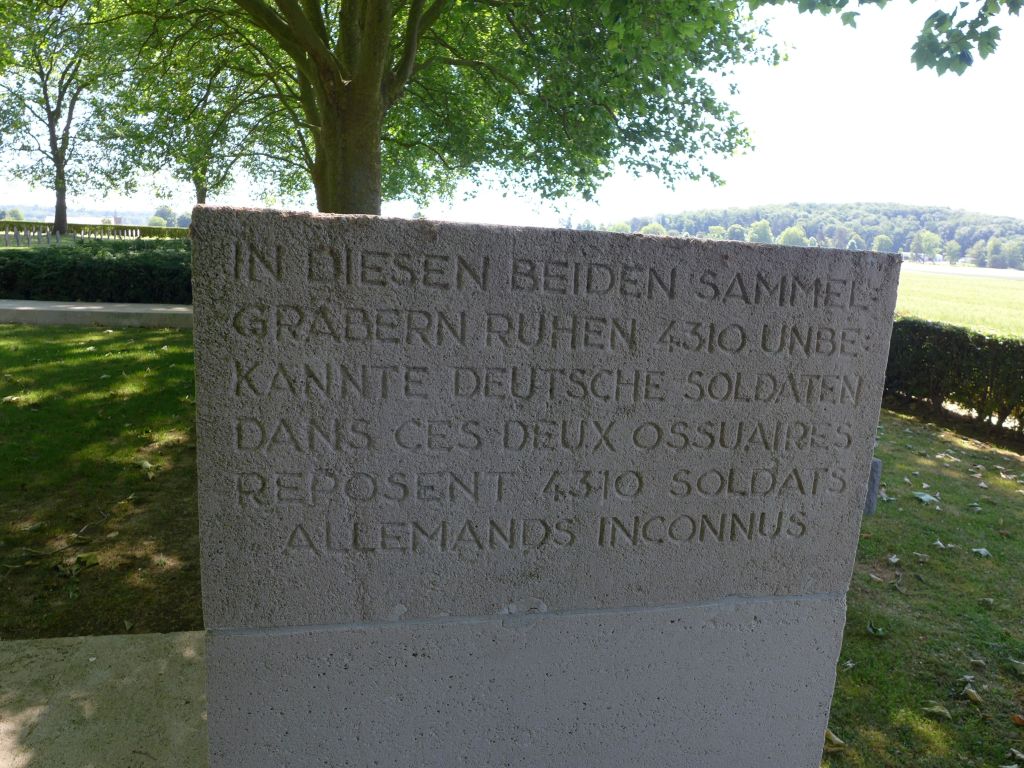 IN DIESEN BEIDEN SAMMEL-
GRÄBERN RUHEN 4310 UNBE-
KANNTE DEUTSCHE SOLDATEN
DANS CES DEUX OSSUAIRES
REPOSENT 4310 SOLDATS
ALLEMANDS INCONNUS